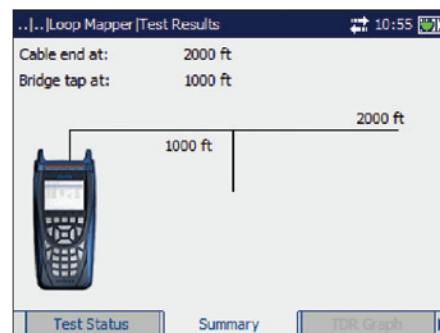 ..|..|Loop Mapper|Test Results 10:55
Cable end at: 2000 ft
Bridge tap at: 1000 ft
2000 ft
1000 ft
Test Status Summary TDR Graph